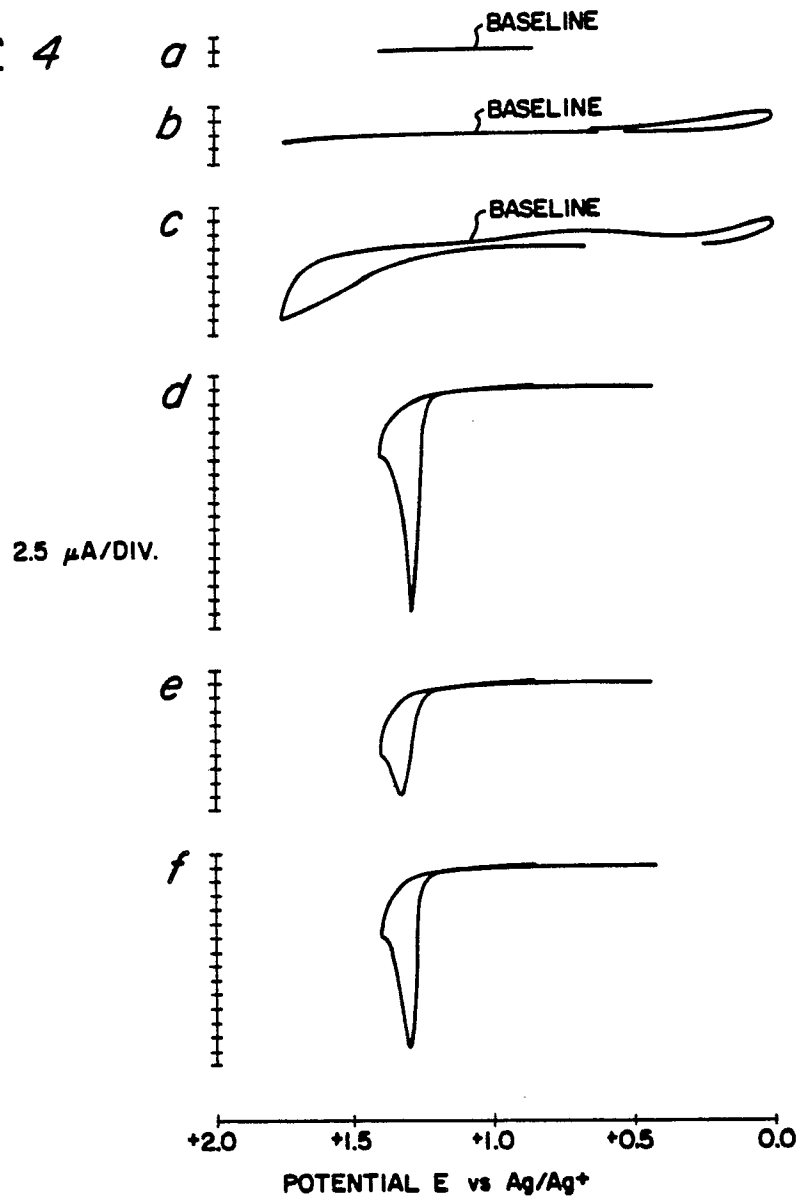 4
a
BASELINE
b
BASELINE
c
BASELINE
d
2.5 μA/DIV.
e
f
+2.0 +1.5 +1.0 +0.5 0.0
POTENTIAL E vs Ag/Ag+